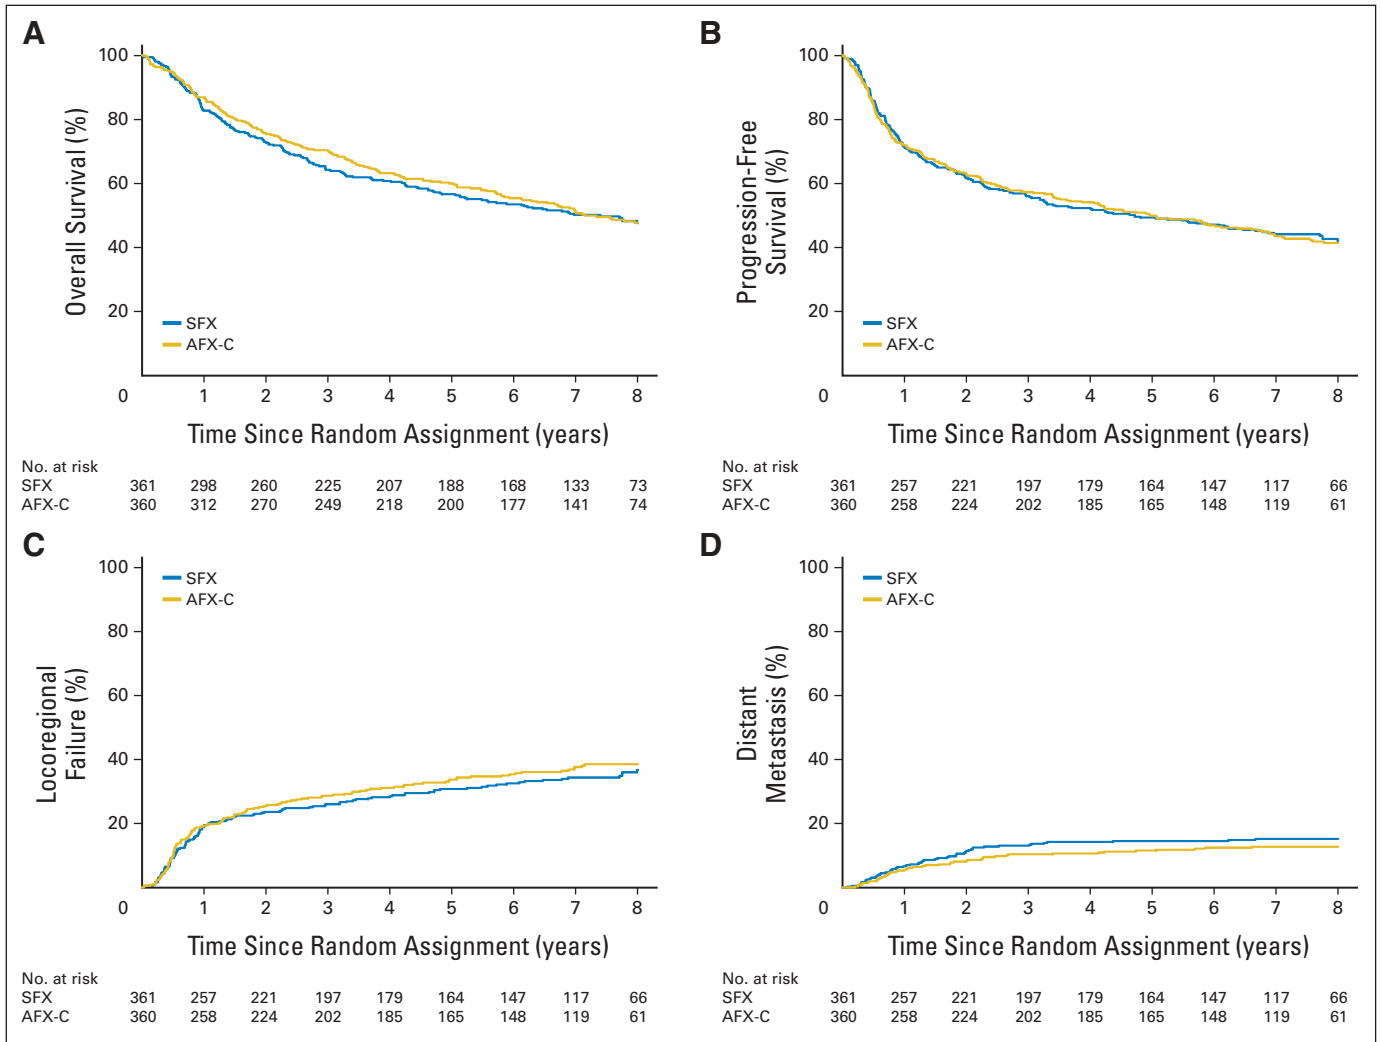 A
100
80
60
40
20
Overall Survival (%)
SFX
AFX-C
0 1 2 3 4 5 6 7 8
Time Since Random Assignment (years)
No. at risk
SFX 361 298 260 225 207 188 168 133 73
AFX-C 360 312 270 249 218 200 177 141 74
B
100
80
60
40
20
Progression-Free
Survival (%)
SFX
AFX-C
0 1 2 3 4 5 6 7 8
Time Since Random Assignment (years)
No. at risk
SFX 361 257 221 197 179 164 147 117 66
AFX-C 360 258 224 202 185 165 148 119 61
C
100
80
60
40
20
Locoregional
Failure (%)
SFX
AFX-C
0 1 2 3 4 5 6 7 8
Time Since Random Assignment (years)
No. at risk
SFX 361 257 221 197 179 164 147 117 66
AFX-C 360 258 224 202 185 165 148 119 61
D
100
80
60
40
20
Distant
Metastasis (%)
SFX
AFX-C
0 1 2 3 4 5 6 7 8
Time Since Random Assignment (years)
No. at risk
SFX 361 257 221 197 179 164 147 117 66
AFX-C 360 258 224 202 185 165 148 119 61